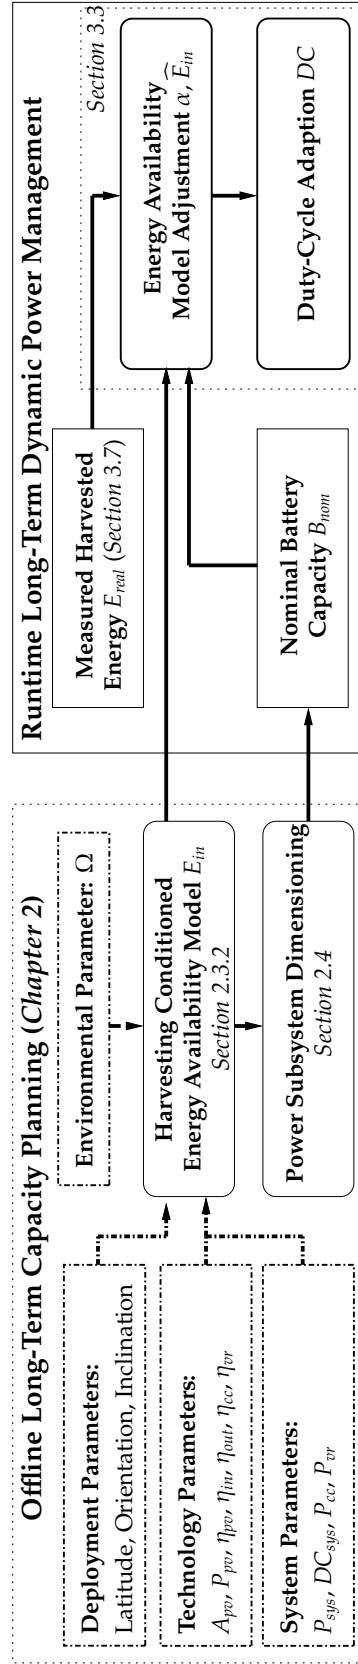 Offline Long-Term Capacity Planning (Chapter 2)
Deployment Parameters:
Latitude, Orientation, Inclination
Environmental Parameter: Ω
Technology Parameters:
A_pv, P_pv, η_pv, η_in, η_out, η_cc, η_vr
System Parameters:
P_sys, DC_sys, P_cc, P_vr
Harvesting Conditioned
Energy Availability Model E_in
Section 2.3.2
Power Subsystem Dimensioning
Section 2.4
Runtime Long-Term Dynamic Power Management
Measured Harvested
Energy E_real (Section 3.7)
Nominal Battery
Capacity B_nom
Section 3.3
Energy Availability
Model Adjustment α, Ê_in
Duty-Cycle Adaption DC